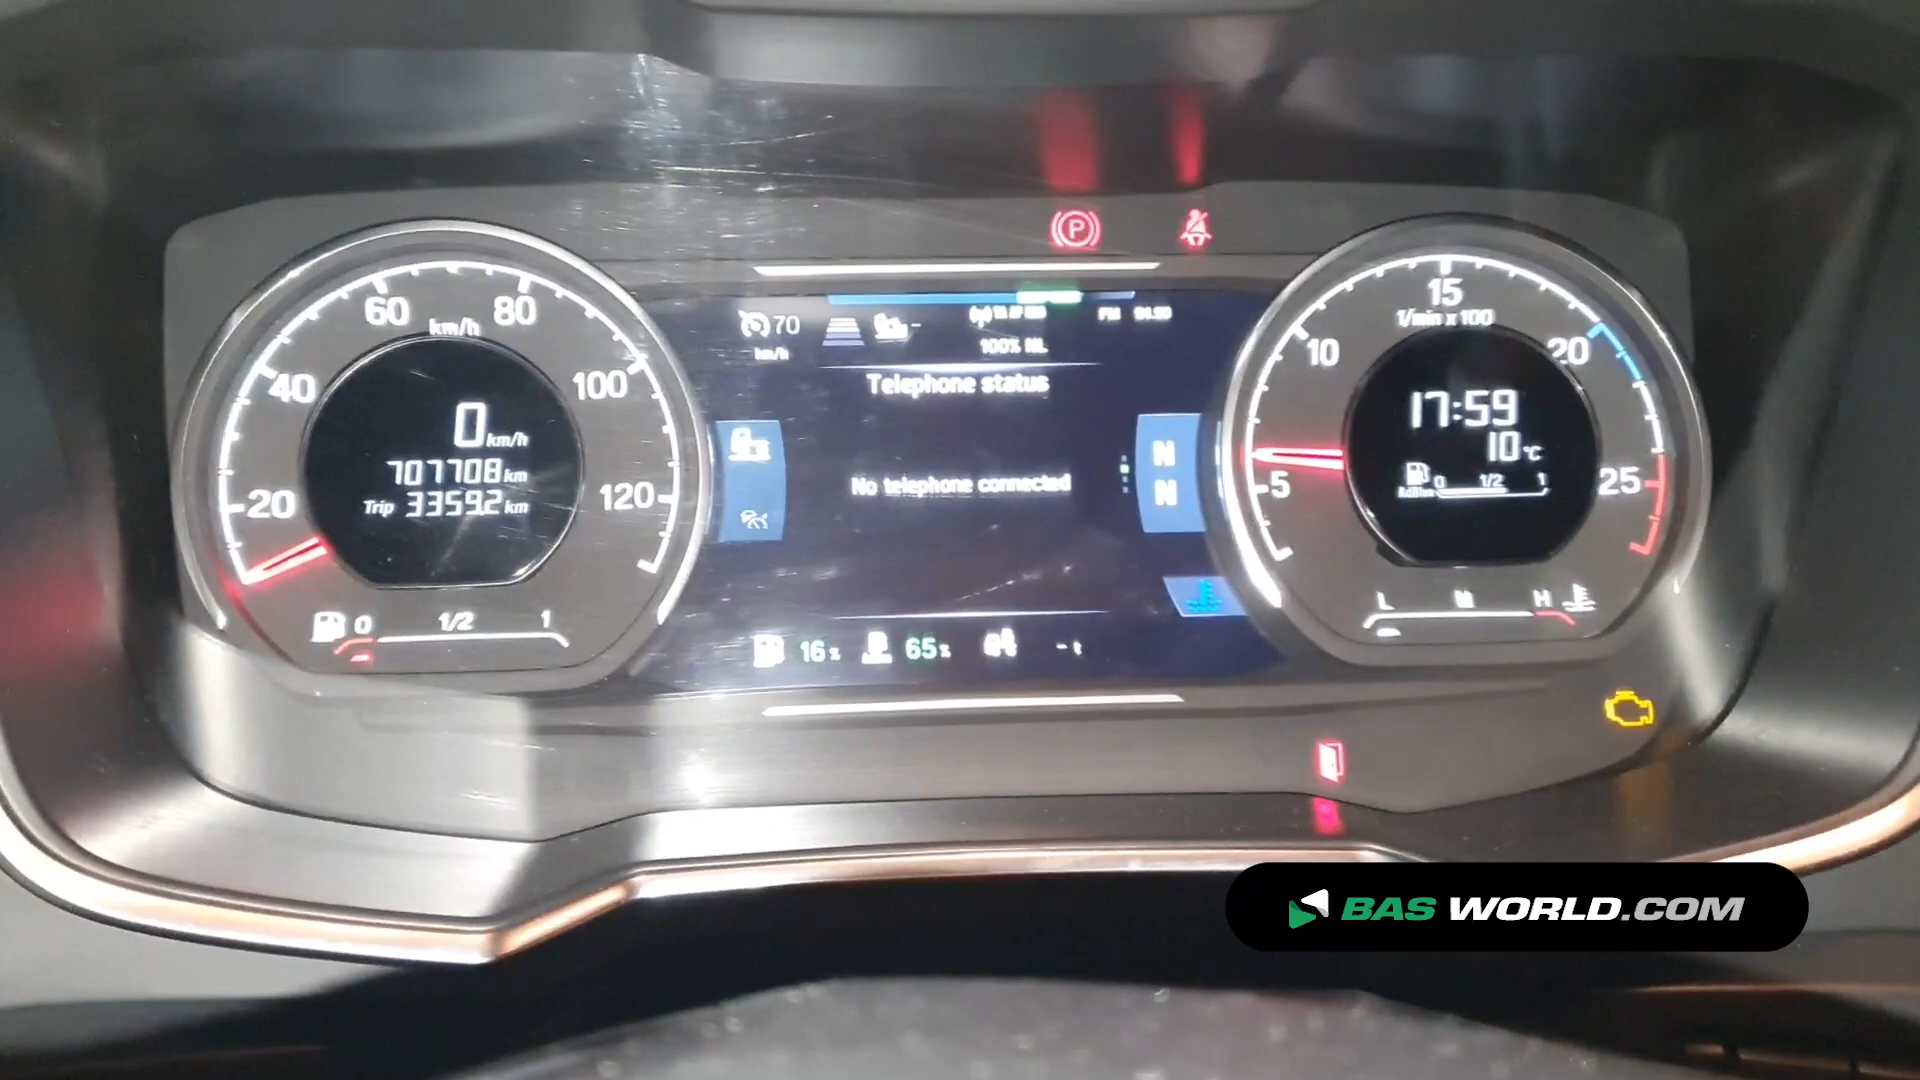 60
80
km/h
40
100
20
120
0 km/h
707708 km
Trip 33592 km
0 1/2 1
P
70
km/h
100% NL
FM
Telephone status
No telephone connected
N
N
16%
65%
- t
15
1/min x 100
10
20
5
25
17:59
10 °C
0 1/2 1
AdBlue
L M H
BAS WORLD.COM